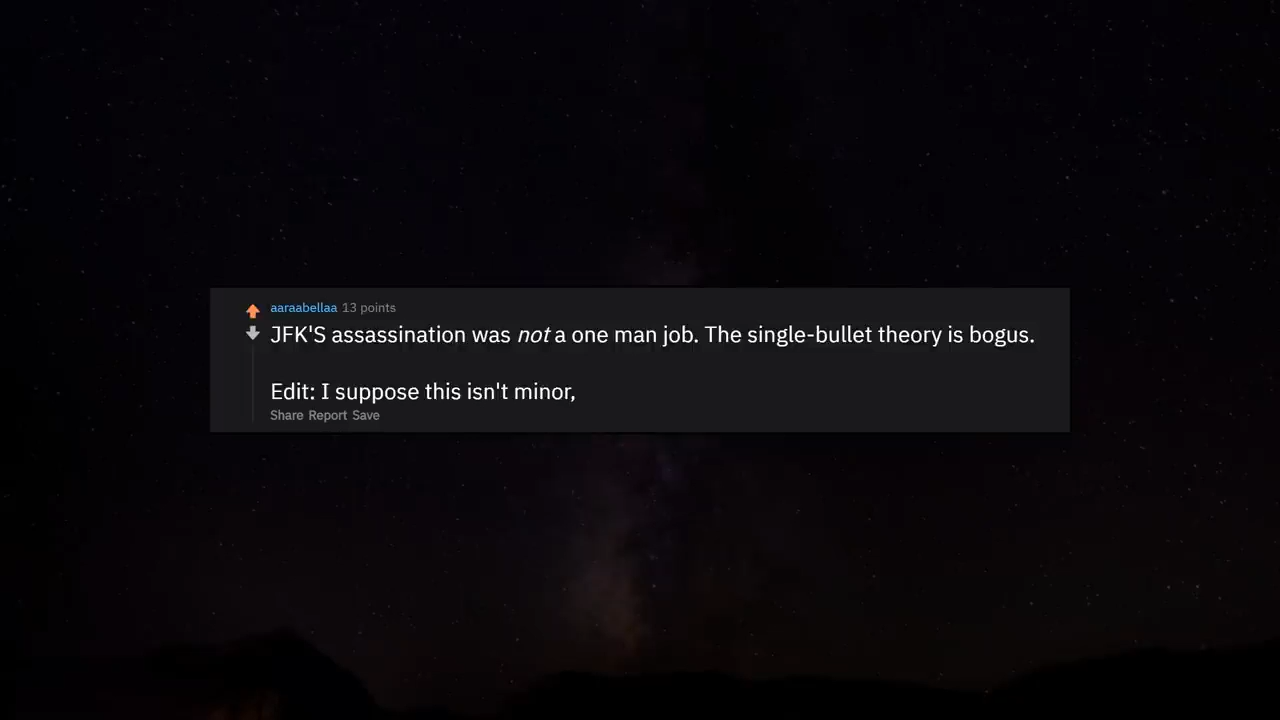 aaraabellaa 13 points
JFK'S assassination was not a one man job. The single-bullet theory is bogus.
Edit: I suppose this isn't minor,
Share Report Save